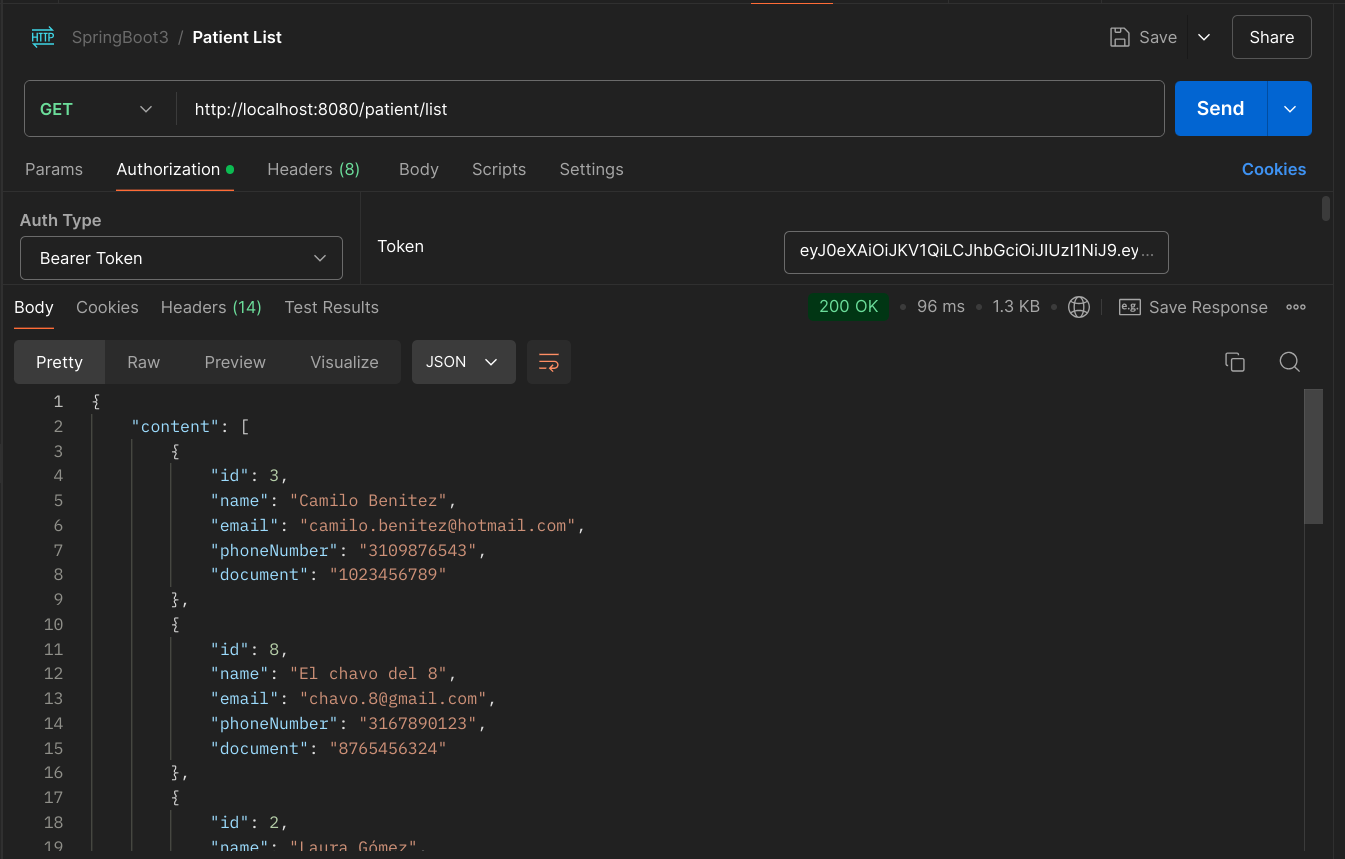 HTTP SpringBoot3 / Patient List Save Share
GET http://localhost:8080/patient/list Send
Params Authorization Headers (8) Body Scripts Settings Cookies
Auth Type
Bearer Token
Token eyJ0eXAiOiJKV1QiLCJhbGciOiJIUzI1NiJ9.ey...
Body Cookies Headers (14) Test Results 200 OK 96 ms 1.3 KB e.g. Save Response
Pretty Raw Preview Visualize JSON
1 {
2 "content": [
3 {
4 "id": 3,
5 "name": "Camilo Benitez",
6 "email": "camilo.benitez@hotmail.com",
7 "phoneNumber": "3109876543",
8 "document": "1023456789"
9 },
10 {
11 "id": 8,
12 "name": "El chavo del 8",
13 "email": "chavo.8@gmail.com",
14 "phoneNumber": "3167890123",
15 "document": "8765456324"
16 },
17 {
18 "id": 2,
19 "name": "Laura Gómez",